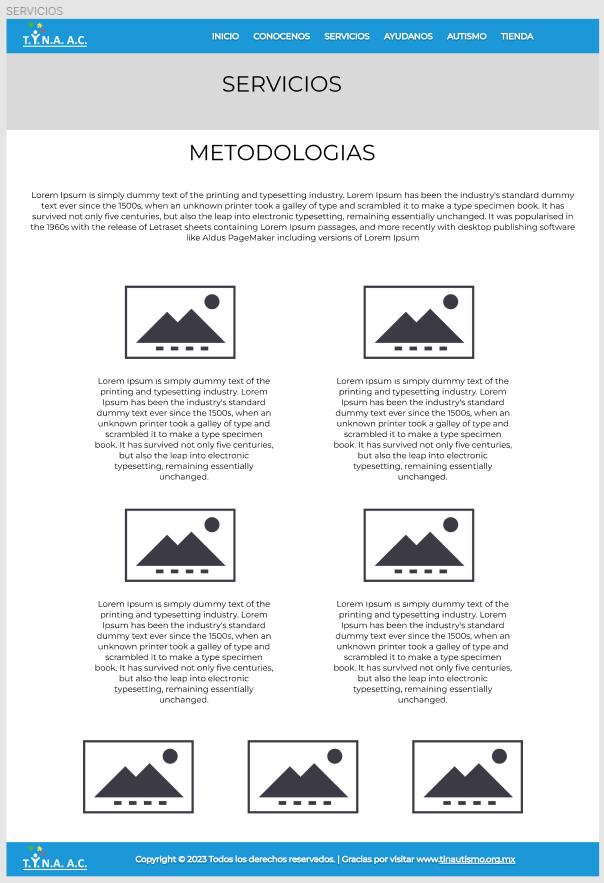 SERVICIOS
T.Y.N.A. A.C.
INICIO CONOCENOS SERVICIOS AYUDANOS AUTISMO TIENDA
SERVICIOS
METODOLOGIAS
Lorem Ipsum is simply dummy text of the printing and typesetting industry. Lorem Ipsum has been the industry's standard dummy
text ever since the 1500s, when an unknown printer took a galley of type and scrambled it to make a type specimen book. It has
survived not only five centuries, but also the leap into electronic typesetting, remaining essentially unchanged. It was popularised in
the 1960s with the release of Letraset sheets containing Lorem Ipsum passages, and more recently with desktop publishing software
like Aldus PageMaker including versions of Lorem Ipsum
Lorem Ipsum is simply dummy text of the
printing and typesetting industry. Lorem
Ipsum has been the industry's standard
dummy text ever since the 1500s, when an
unknown printer took a galley of type and
scrambled it to make a type specimen
book. It has survived not only five centuries,
but also the leap into electronic
typesetting, remaining essentially
unchanged.
Lorem Ipsum is simply dummy text of the
printing and typesetting industry. Lorem
Ipsum has been the industry's standard
dummy text ever since the 1500s, when an
unknown printer took a galley of type and
scrambled it to make a type specimen
book. It has survived not only five centuries,
but also the leap into electronic
typesetting, remaining essentially
unchanged.
Lorem Ipsum is simply dummy text of the
printing and typesetting industry. Lorem
Ipsum has been the industry's standard
dummy text ever since the 1500s, when an
unknown printer took a galley of type and
scrambled it to make a type specimen
book. It has survived not only five centuries,
but also the leap into electronic
typesetting, remaining essentially
unchanged.
Lorem Ipsum is simply dummy text of the
printing and typesetting industry. Lorem
Ipsum has been the industry's standard
dummy text ever since the 1500s, when an
unknown printer took a galley of type and
scrambled it to make a type specimen
book. It has survived not only five centuries,
but also the leap into electronic
typesetting, remaining essentially
unchanged.
T.Y.N.A. A.C.
Copyright © 2023 Todos los derechos reservados. | Gracias por visitar www.tinautismo.org.mx